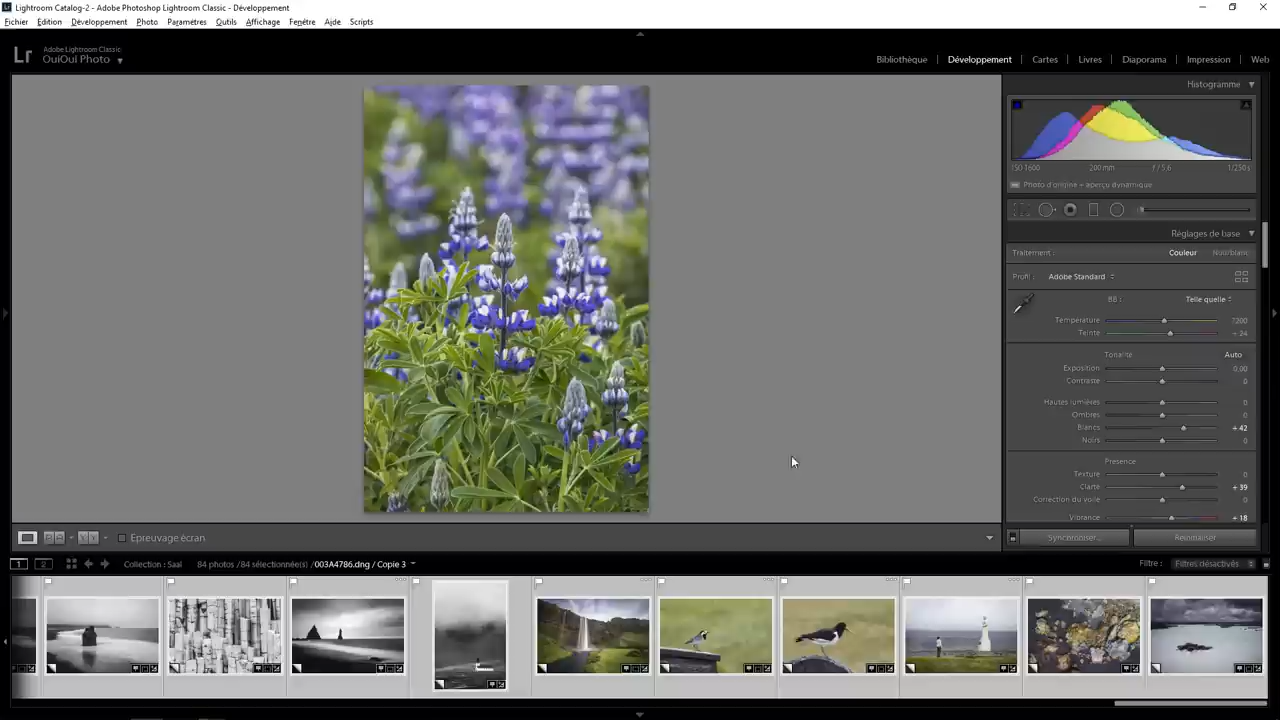 Lightroom Catalog-2 - Adobe Photoshop Lightroom Classic - Développement
Fichier Edition Développement Photo Paramètres Outils Affichage Fenêtre Aide Scripts
Lr Adobe Lightroom Classic
OuiOui Photo
Bibliothèque Développement Cartes Livres Diaporama Impression Web
Histogramme
ISO 1600 200 mm f / 5,6 1/250 s
Photo d'origine + aperçu dynamique
Réglages de base
Traitement : Couleur Noir/blanc
Profil : Adobe Standard
BB : Telle quelle
Température 7200
Teinte + 24
Tonalité Auto
Exposition 0,00
Contraste 0
Hautes lumières 0
Ombres 0
Blancs + 42
Noirs 0
Présence
Texture 0
Clarté + 39
Correction du voile 0
Vibrance + 18
Epreuvage écran
Synchroniser... Réinitialiser
1 2 Collection : Saal 84 photos /84 sélectionnée(s) /003A4786.dng / Copie 3
Filtre : Filtres désactivés